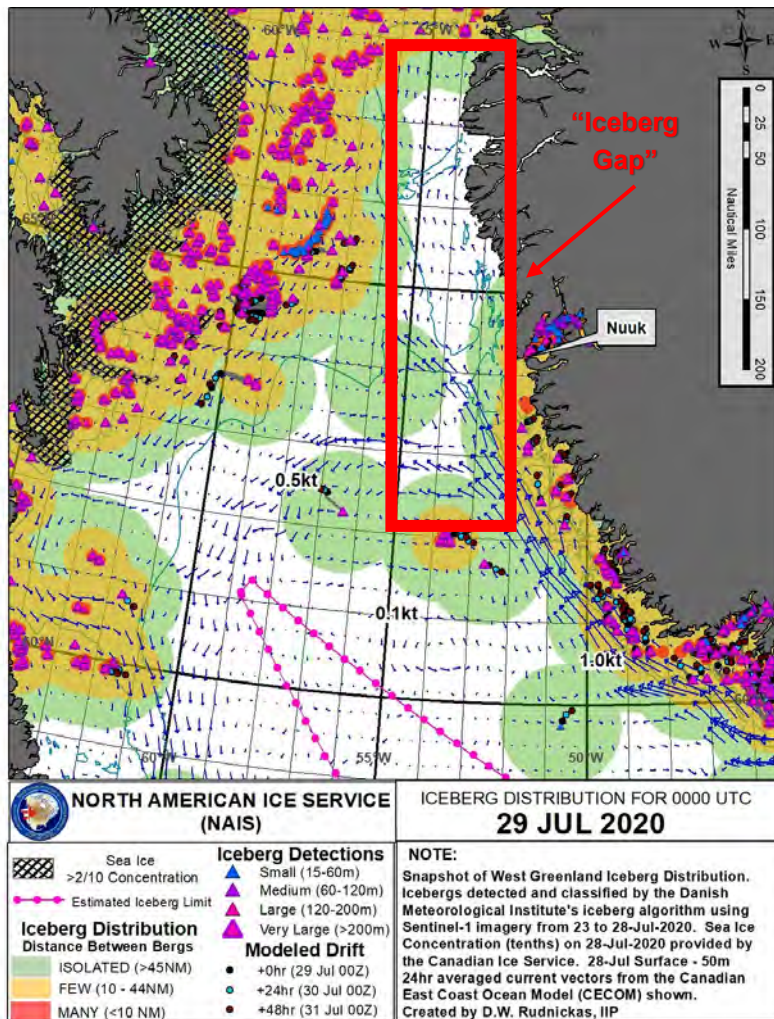 60°W
55°W
N
W E
S
0
25
50
100
150
200
Nautical Miles
“Iceberg
Gap”
65°N
Nuuk
0.5kt
0.1kt
60°N
1.0kt
60°W
55°W
50°W
NORTH AMERICAN ICE SERVICE
(NAIS)
ICEBERG DISTRIBUTION FOR 0000 UTC
29 JUL 2020
Sea Ice
>2/10 Concentration
Estimated Iceberg Limit
Iceberg Distribution
Distance Between Bergs
ISOLATED (>45NM)
FEW (10 - 44NM)
MANY (<10 NM)
Iceberg Detections
Small (15-60m)
Medium (60-120m)
Large (120-200m)
Very Large (>200m)
Modeled Drift
+0hr (29 Jul 00Z)
+24hr (30 Jul 00Z)
+48hr (31 Jul 00Z)
NOTE:
Snapshot of West Greenland Iceberg Distribution.
Icebergs detected and classified by the Danish
Meteorological Institute's iceberg algorithm using
Sentinel-1 imagery from 23 to 28-Jul-2020. Sea Ice
Concentration (tenths) on 28-Jul-2020 provided by
the Canadian Ice Service. 28-Jul Surface - 50m
24hr averaged current vectors from the Canadian
East Coast Ocean Model (CECOM) shown.
Created by D.W. Rudnickas, IIP